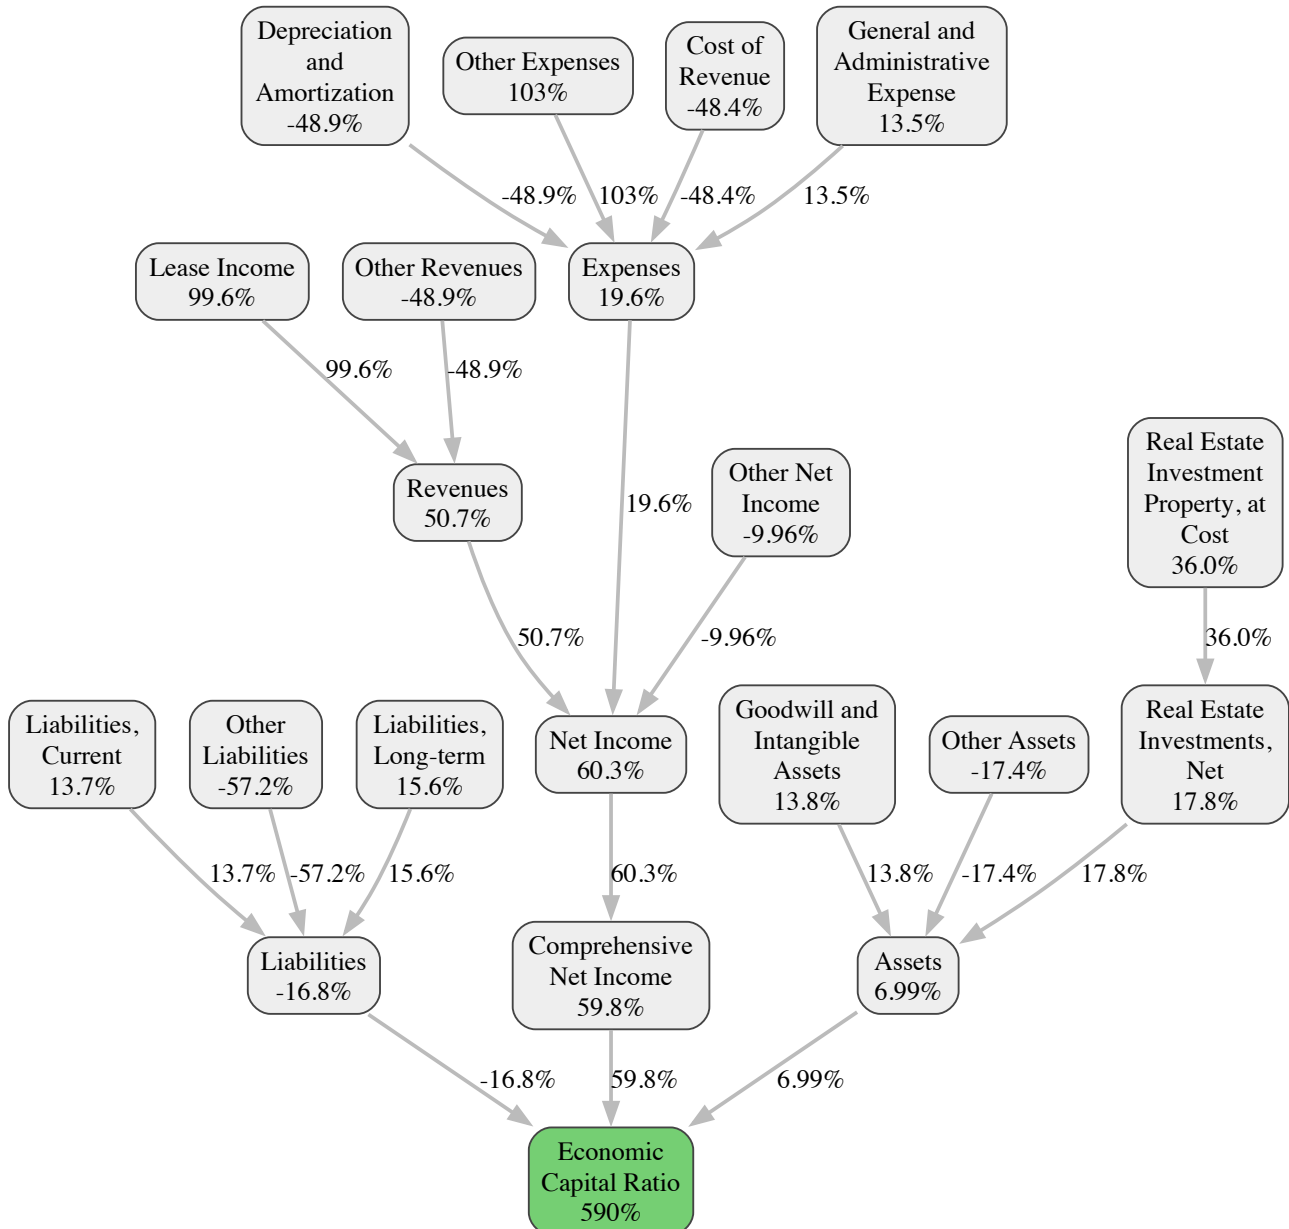 Depreciation
and
Amortization
-48.9%
Other Expenses
103%
Cost of
Revenue
-48.4%
General and
Administrative
Expense
13.5%
-48.9%
103%
-48.4%
13.5%
Lease Income
99.6%
Other Revenues
-48.9%
Expenses
19.6%
99.6%
-48.9%
Revenues
50.7%
19.6%
Other Net
Income
-9.96%
Real Estate
Investment
Property, at
Cost
36.0%
50.7%
-9.96%
36.0%
Liabilities,
Current
13.7%
Other
Liabilities
-57.2%
Liabilities,
Long-term
15.6%
Net Income
60.3%
Goodwill and
Intangible
Assets
13.8%
Other Assets
-17.4%
Real Estate
Investments,
Net
17.8%
13.7%
-57.2%
15.6%
60.3%
13.8%
-17.4%
17.8%
Liabilities
-16.8%
Comprehensive
Net Income
59.8%
Assets
6.99%
-16.8%
59.8%
6.99%
Economic
Capital Ratio
590%